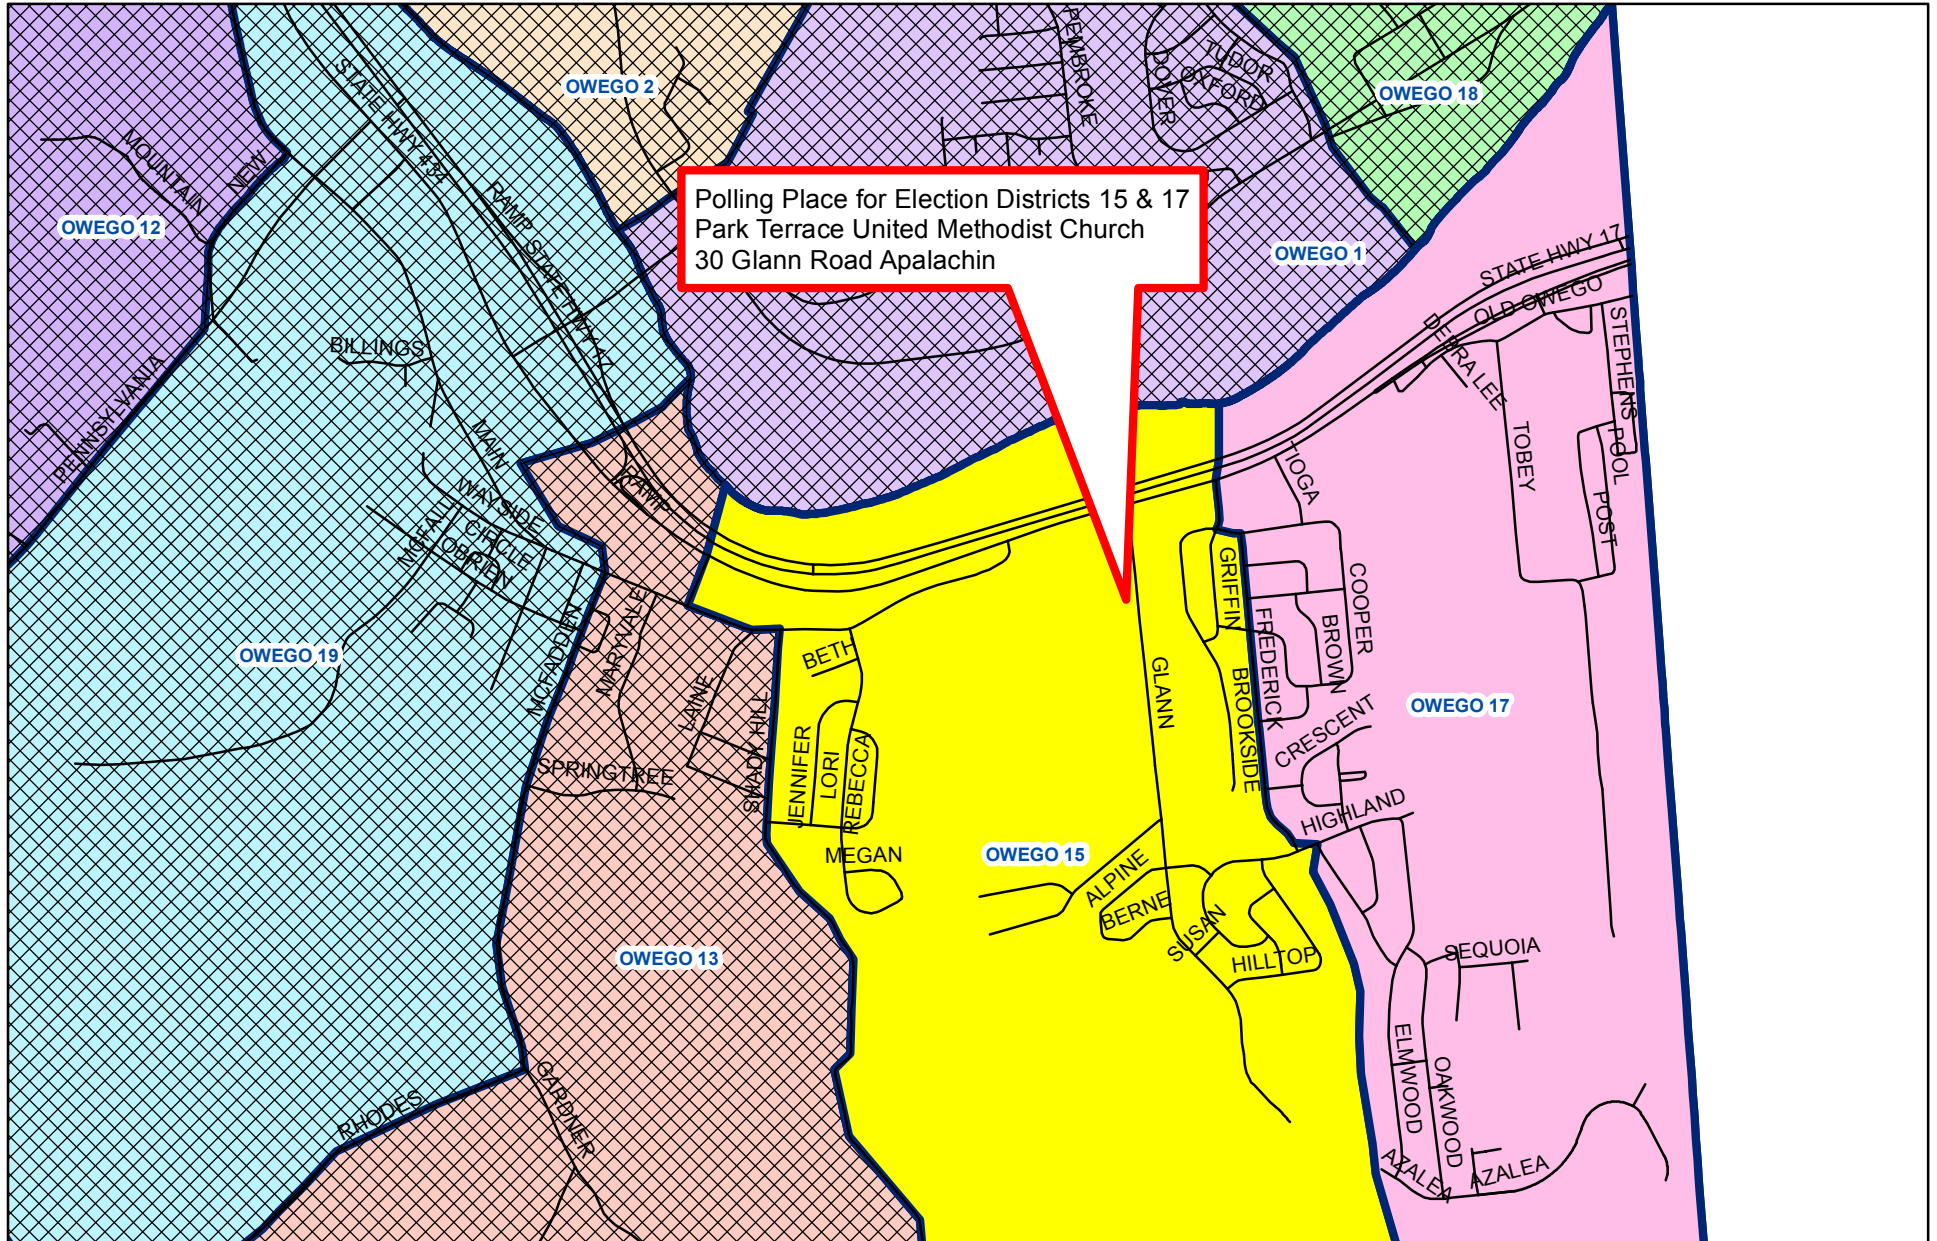 PEMBROKE
DOVER
TUDOR
OXFORD
OWEGO 2
OWEGO 18
STATE HWY 434
MOUNTAIN
NEW
OWEGO 12
RAMP
STATE HWY 17
Polling Place for Election Districts 15 & 17
Park Terrace United Methodist Church
30 Glann Road Apalachin
OWEGO 1
STATE HWY 17
OLD OWEGO
DEBRA LEE
STEPHENS
BILLINGS
PENNSYLVANIA
MAIN
TOBEY
POOL
TIOGA
POST
RAMP
WAYSIDE
CIRCLE
MCFALL
OBRIEN
GRIFFIN
COOPER
FREDERICK
BROWN
MCFADDEN
MARYVALE
OWEGO 19
BETH
GLANN
BROOKSIDE
LAINE
SHADY HILL
JENNIFER
LORI
REBECCA
CRESCENT
OWEGO 17
SPRINGTREE
HIGHLAND
MEGAN
OWEGO 15
ALPINE
BERNE
SUSAN
HILLTOP
SEQUOIA
OWEGO 13
ELMWOOD
OAKWOOD
GARDNER
RHODES
AZALEA
AZALEA